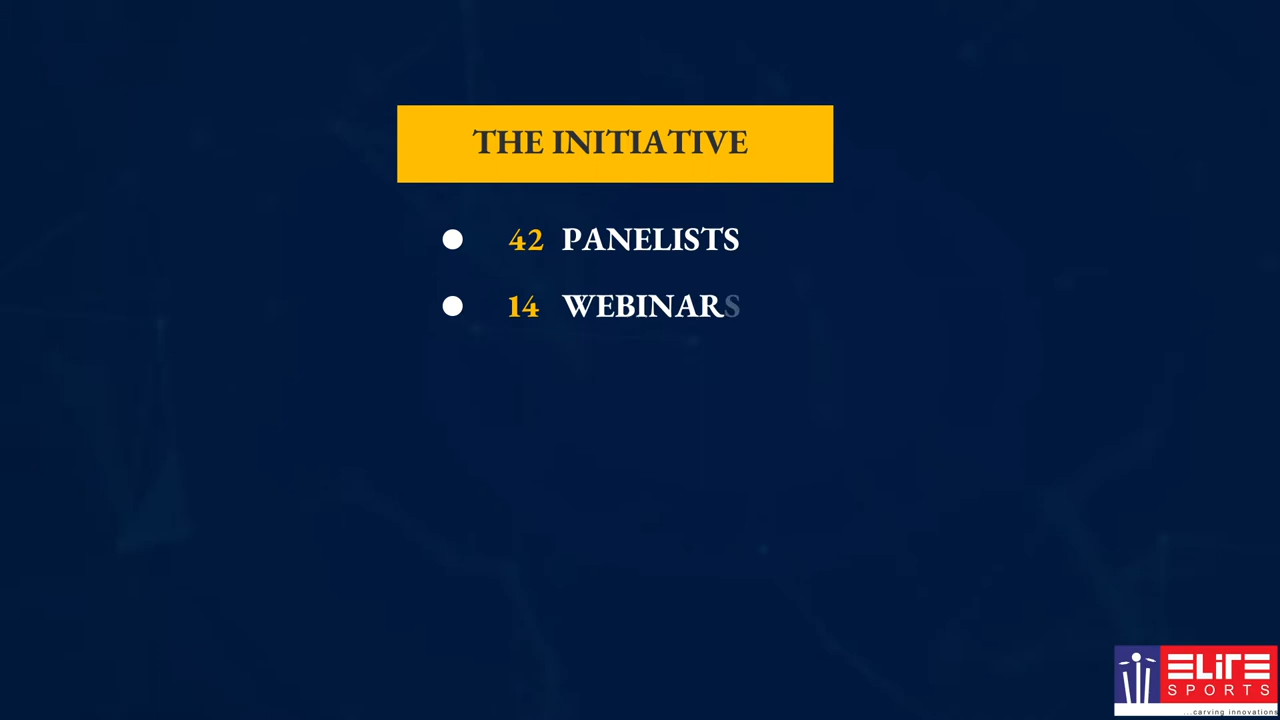 THE INITIATIVE
42 PANELISTS
14 WEBINARS
ELITE
SPORTS
...carving innovations